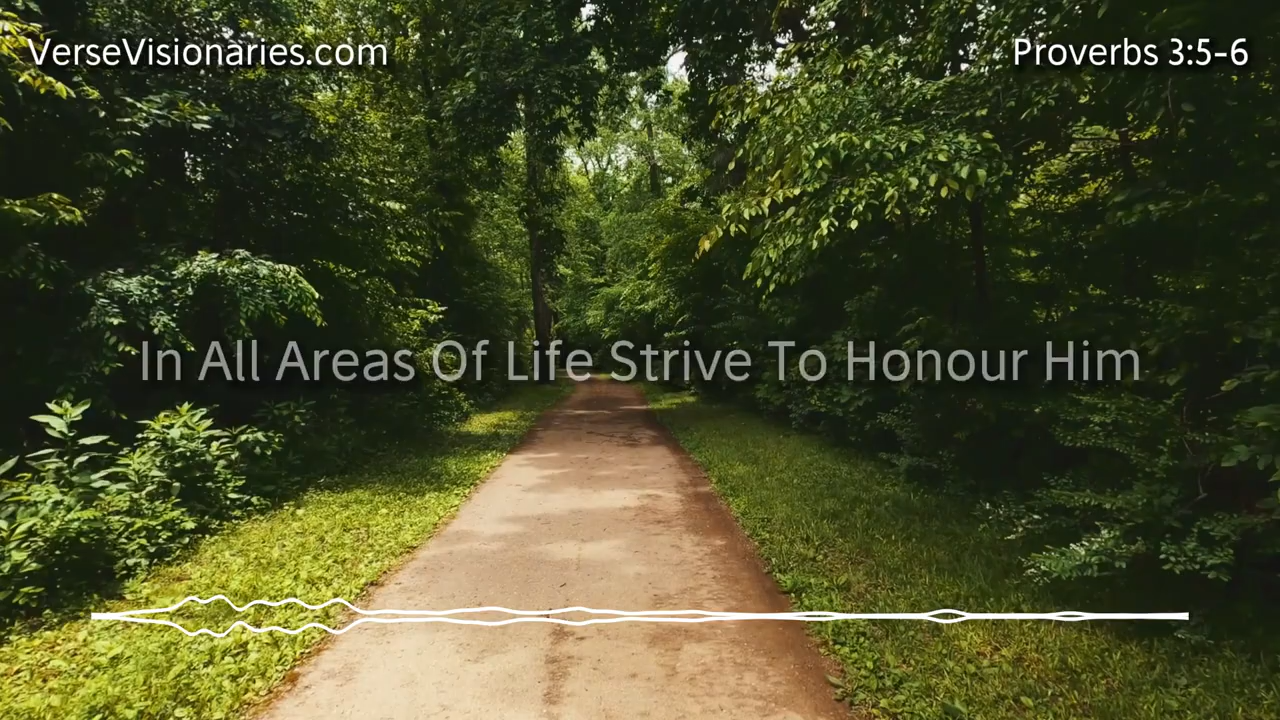 VerseVisionaries.com
Proverbs 3:5-6
In All Areas Of Life Strive To Honour Him